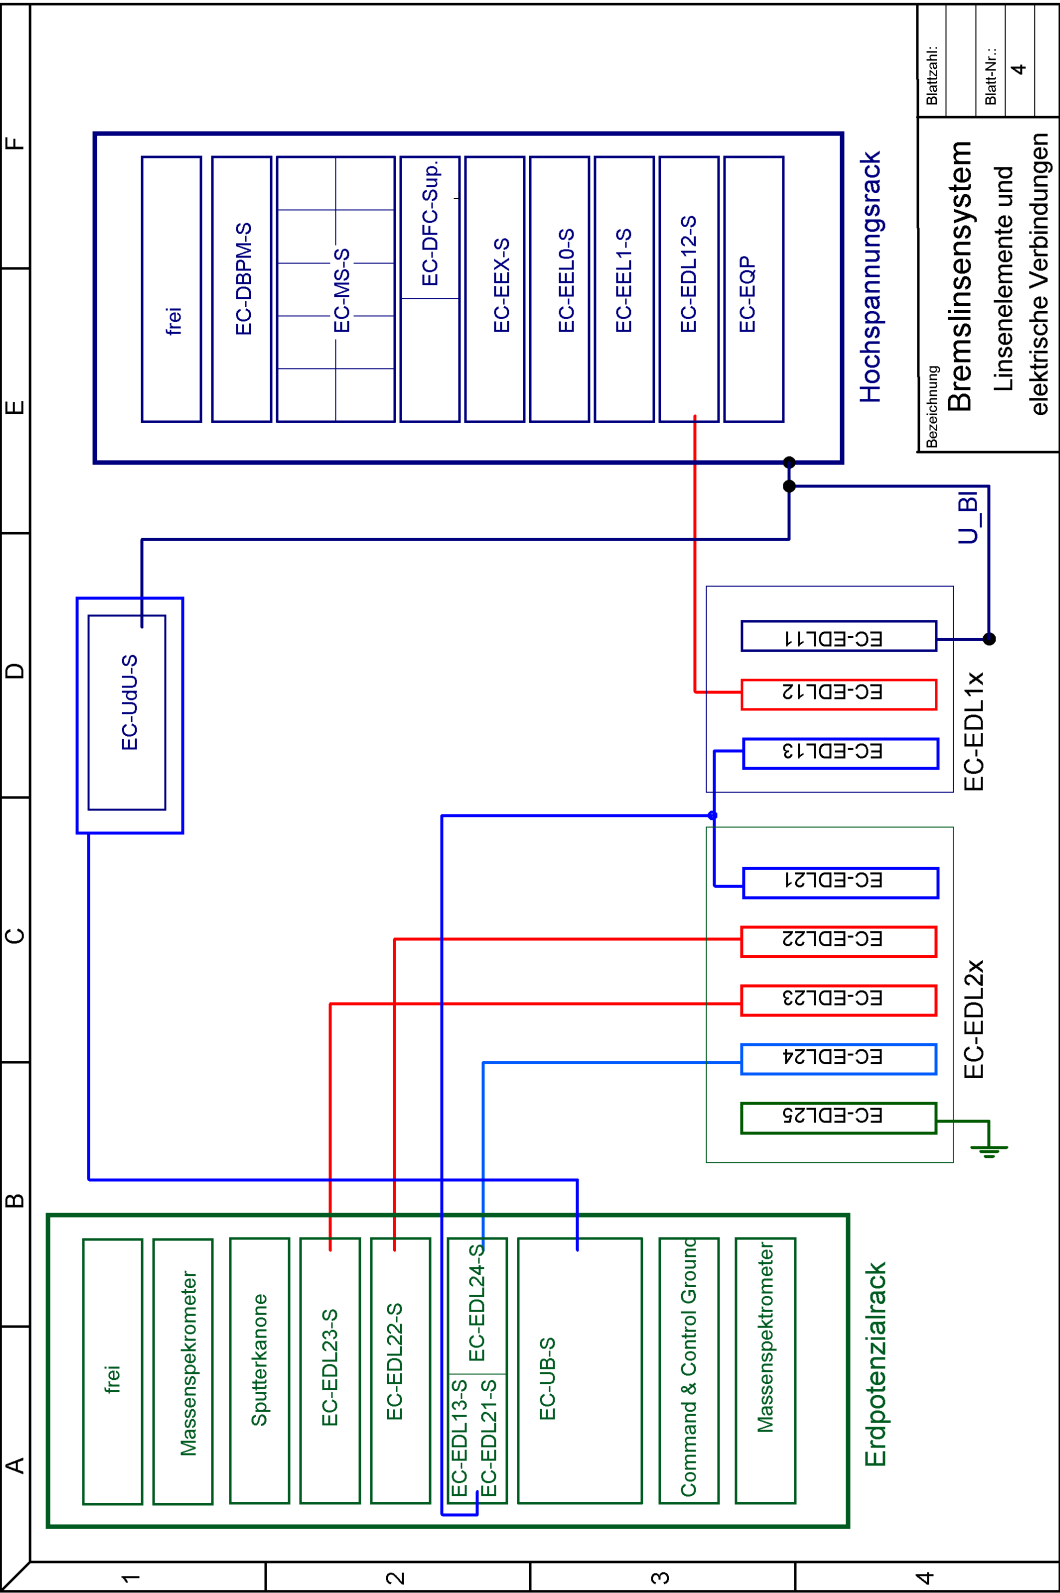 A
B
C
D
E
F
1
2
3
4
frei
Massenspekrometer
Sputterkanone
EC-EDL23-S
EC-EDL22-S
EC-EDL13-S
EC-EDL21-S
EC-EDL24-S
EC-UB-S
Command & Control Ground
Massenspektrometer
Erdpotenzialrack
EC-UdU-S
EC-EDL25
EC-EDL24
EC-EDL23
EC-EDL22
EC-EDL21
EC-EDL2x
EC-EDL13
EC-EDL12
EC-EDL11
EC-EDL1x
U_BI
frei
EC-DBPM-S
EC-MS-S
EC-DFC-Sup.
EC-EEX-S
EC-EEL0-S
EC-EEL1-S
EC-EDL12-S
EC-EQP
Hochspannungsrack
Bezeichnung
Bremslinsensystem
Linsenelemente und
elektrische Verbindungen
Blattzahl:
Blatt-Nr.:
4